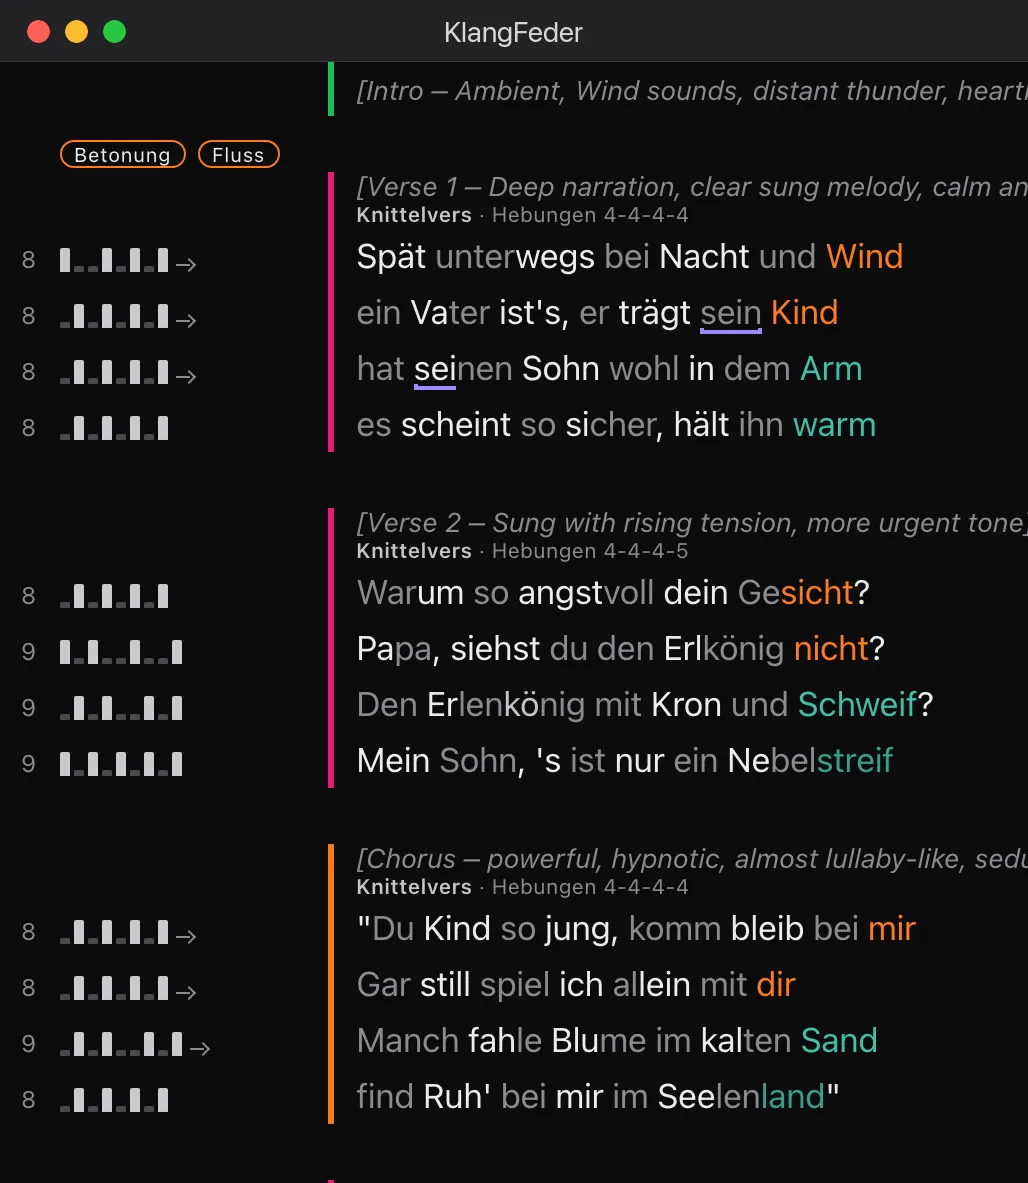 KlangFeder
[Intro – Ambient, Wind sounds, distant thunder,
Betonung Fluss
[Verse 1 – Deep narration, clear sung melody, calm
Knittelvers · Hebungen 4-4-4-4
8 → Spät unterwegs bei Nacht und Wind
8 → ein Vater ist's, er trägt sein Kind
8 → hat seinen Sohn wohl in dem Arm
8 es scheint so sicher, hält ihn warm
[Verse 2 – Sung with rising tension, more urgent tone]
Knittelvers · Hebungen 4-4-4-5
8 Warum so angstvoll dein Gesicht?
9 Papa, siehst du den Erlkönig nicht?
9 Den Erlenkönig mit Kron und Schweif?
9 Mein Sohn, 's ist nur ein Nebelstreif
[Chorus – powerful, hypnotic, almost lullaby-like,
Knittelvers · Hebungen 4-4-4-4
8 → "Du Kind so jung, komm bleib bei mir
8 → Gar still spiel ich allein mit dir
9 → Manch fahle Blume im kalten Sand
8 find Ruh' bei mir im Seelenland"